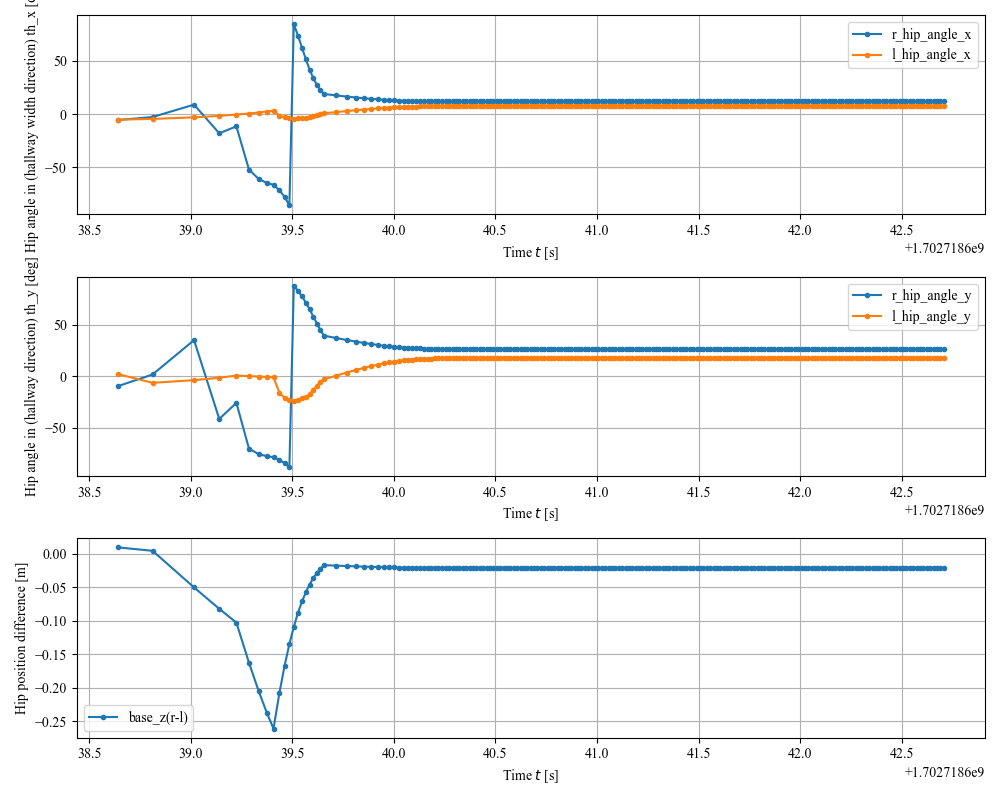 Hip angle in (hallway width direction) th_x
50
0
−50
r_hip_angle_x
l_hip_angle_x
38.5 39.0 39.5 40.0 40.5 41.0 41.5 42.0 42.5
+1.7027186e9
Time t [s]
Hip angle in (hallway direction) th_y [deg]
50
0
−50
r_hip_angle_y
l_hip_angle_y
38.5 39.0 39.5 40.0 40.5 41.0 41.5 42.0 42.5
+1.7027186e9
Time t [s]
Hip position difference [m]
0.00
−0.05
−0.10
−0.15
−0.20
−0.25
base_z(r-l)
38.5 39.0 39.5 40.0 40.5 41.0 41.5 42.0 42.5
+1.7027186e9
Time t [s]